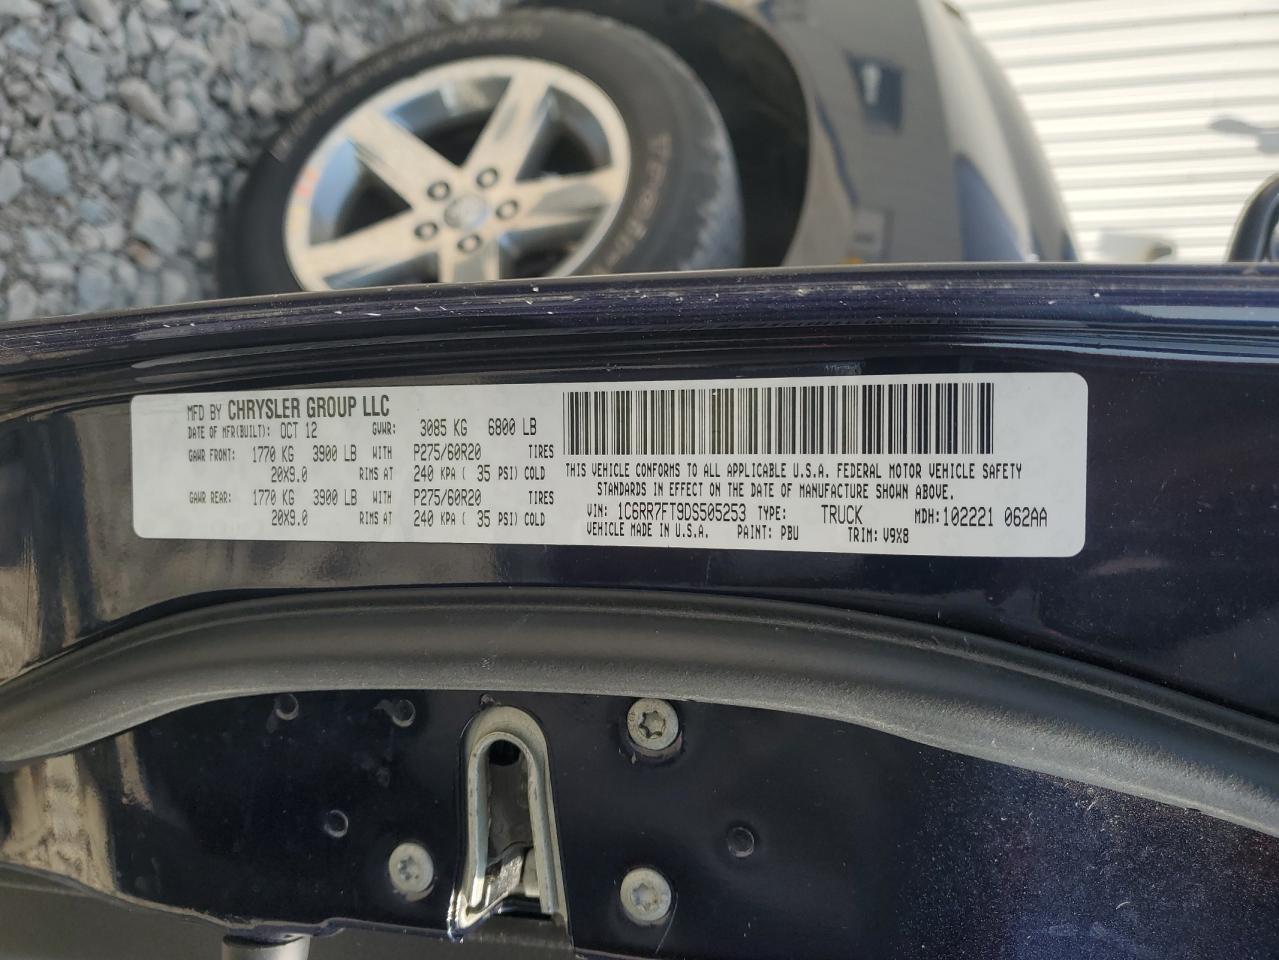 MFD BY CHRYSLER GROUP LLC
DATE OF MFR(BUILT): OCT 12 GVWR: 3085 KG 6800 LB
GAWR FRONT: 1770 KG 3900 LB WITH P275/60R20 TIRES
20X9.0 RIMS AT 240 KPA ( 35 PSI) COLD
GAWR REAR: 1770 KG 3900 LB WITH P275/60R20 TIRES
20X9.0 RIMS AT 240 KPA ( 35 PSI) COLD
THIS VEHICLE CONFORMS TO ALL APPLICABLE U.S.A. FEDERAL MOTOR VEHICLE SAFETY
STANDARDS IN EFFECT ON THE DATE OF MANUFACTURE SHOWN ABOVE.
VIN: 1C6RR7FT9DS505253 TYPE: TRUCK MDH: 102221 062AA
VEHICLE MADE IN U.S.A. PAINT: PBU TRIM: V9X8